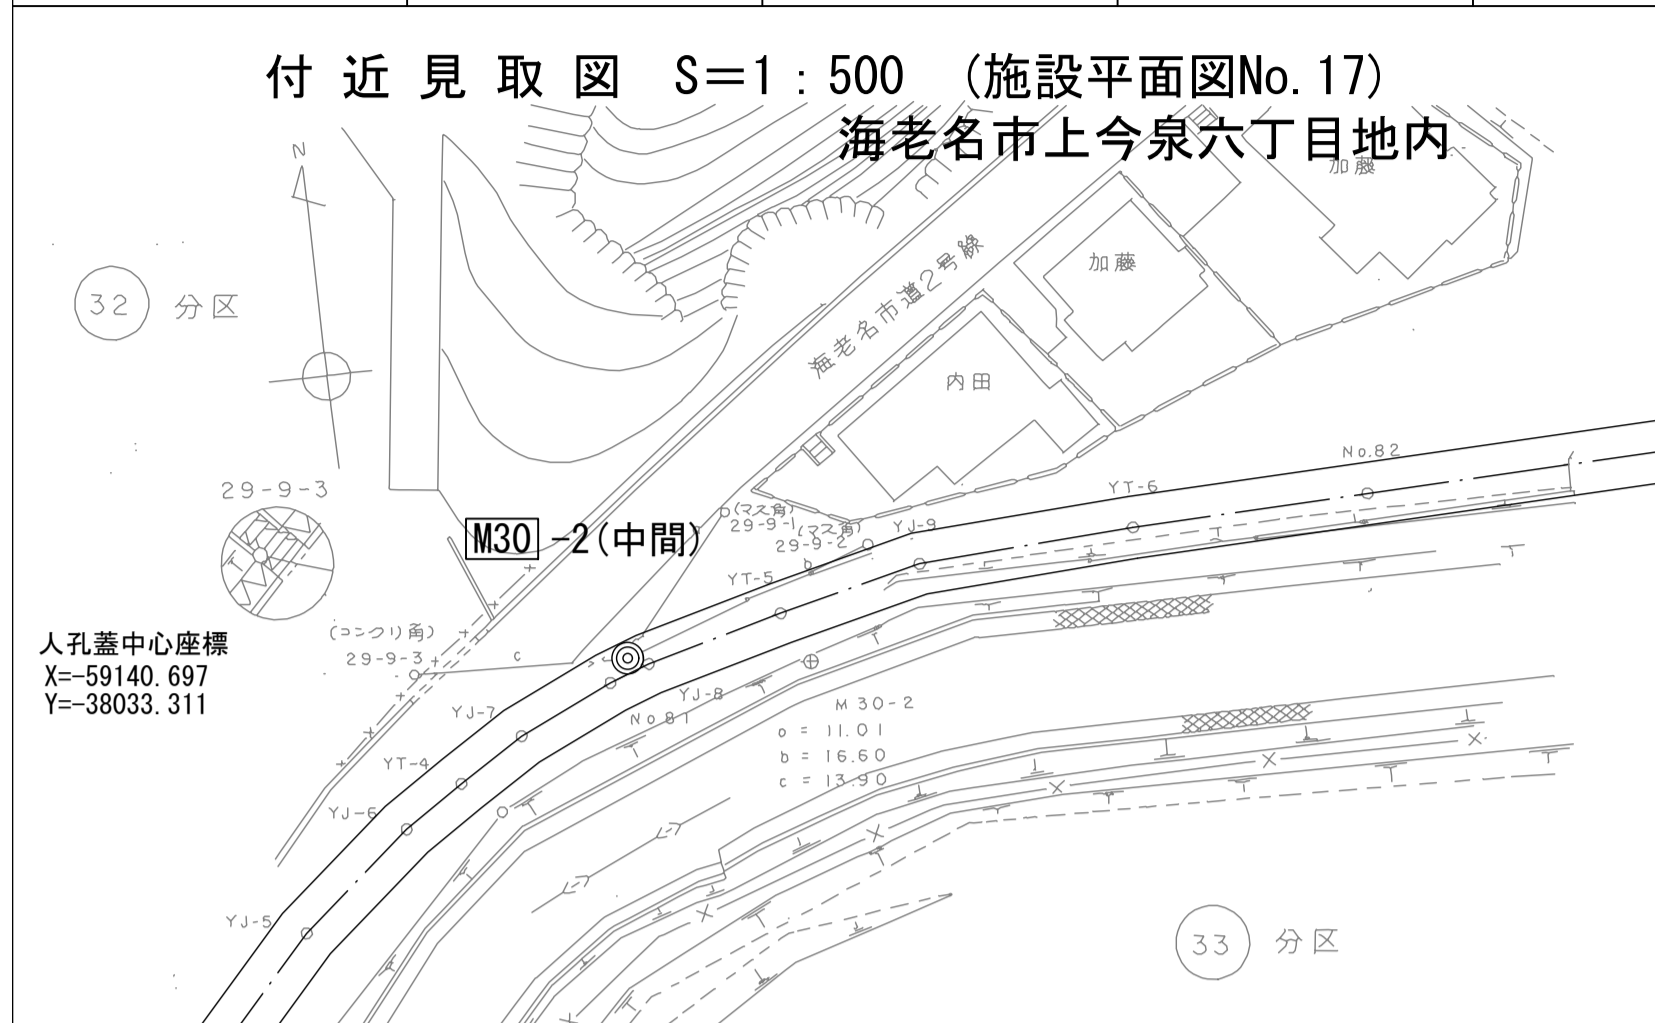 付近見取図 S=1:500 (施設平面図No.17)
海老名市上今泉六丁目地内
加藤
N
海老名市道2号線
加藤
32 分区
内田
No.82
29-9-3
YT-6
M30-2(中間)
(マス角)
29-9-1
(マス角)
29-9-2
YJ-9
b
YT-5
人孔蓋中心座標
X=-59140.697
Y=-38033.311
(コンクリ角)
29-9-3
c
YJ-8
YJ-7
No81
M30-2
a = 11.01
b = 16.60
c = 13.90
YT-4
YJ-6
YJ-5
33 分区